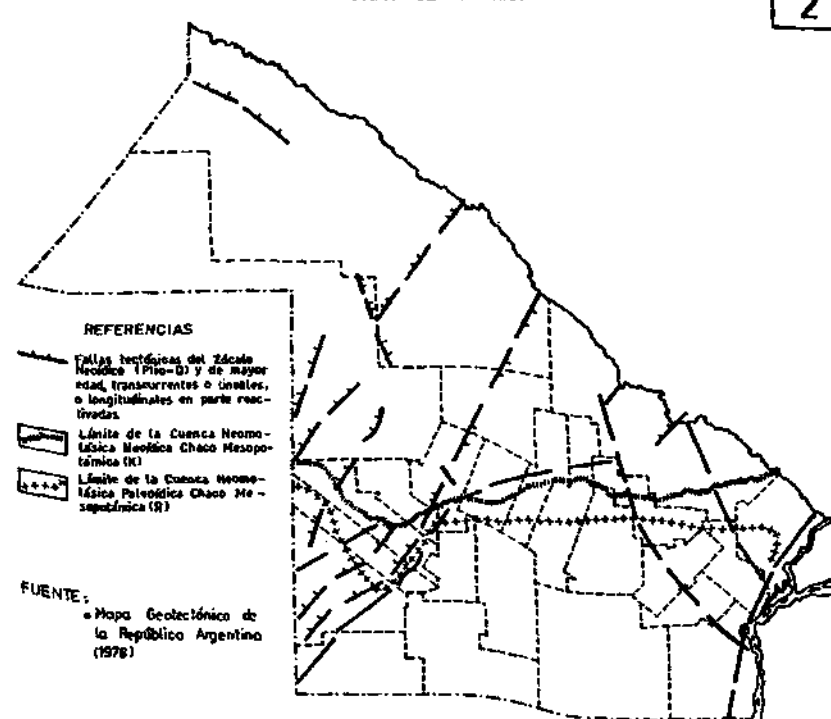 2
REFERENCIAS
Fallas tectónicas del Zócalo
Neoídico (Plio-Q) y de mayor
edad, transcurrentes o tinables,
o longitudinales en parte reac-
tivadas
Límite de la Cuenca Neomo-
lásica Neoídica Chaco Mesopo-
támica (K)
Límite de la Cuenca Neomo-
lásica Paleoídica Chaco Me-
sopotámica (R)
FUENTE:
Mapa Geotectónico de
la República Argentina
(1978)